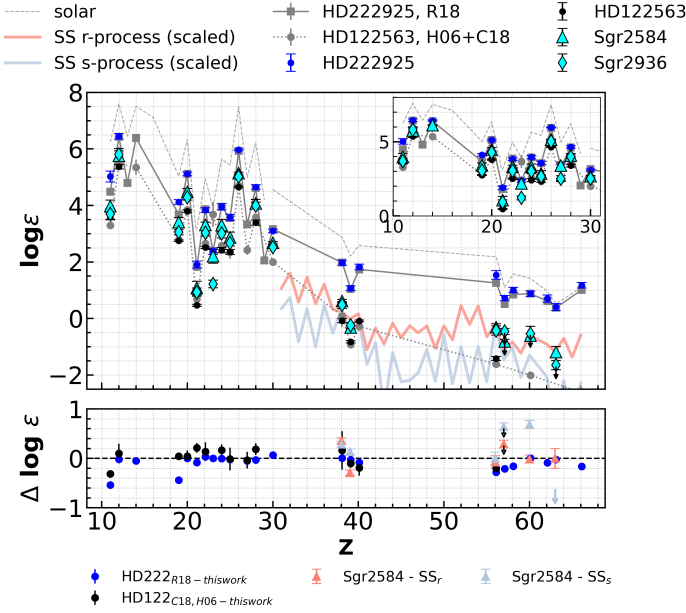 solar HD222925, R18 HD122563
SS r-process (scaled) HD122563, H06+C18 Sgr2584
SS s-process (scaled) HD222925 Sgr2936
8
6
4
2
0
−2
logε
5
0
10 15 20 25 30
1
0
−1
Δ log ε
10 20 30 40 50 60
Z
HD222R18−thiswork Sgr2584 - SSr Sgr2584 - SSs
HD122C18,H06−thiswork